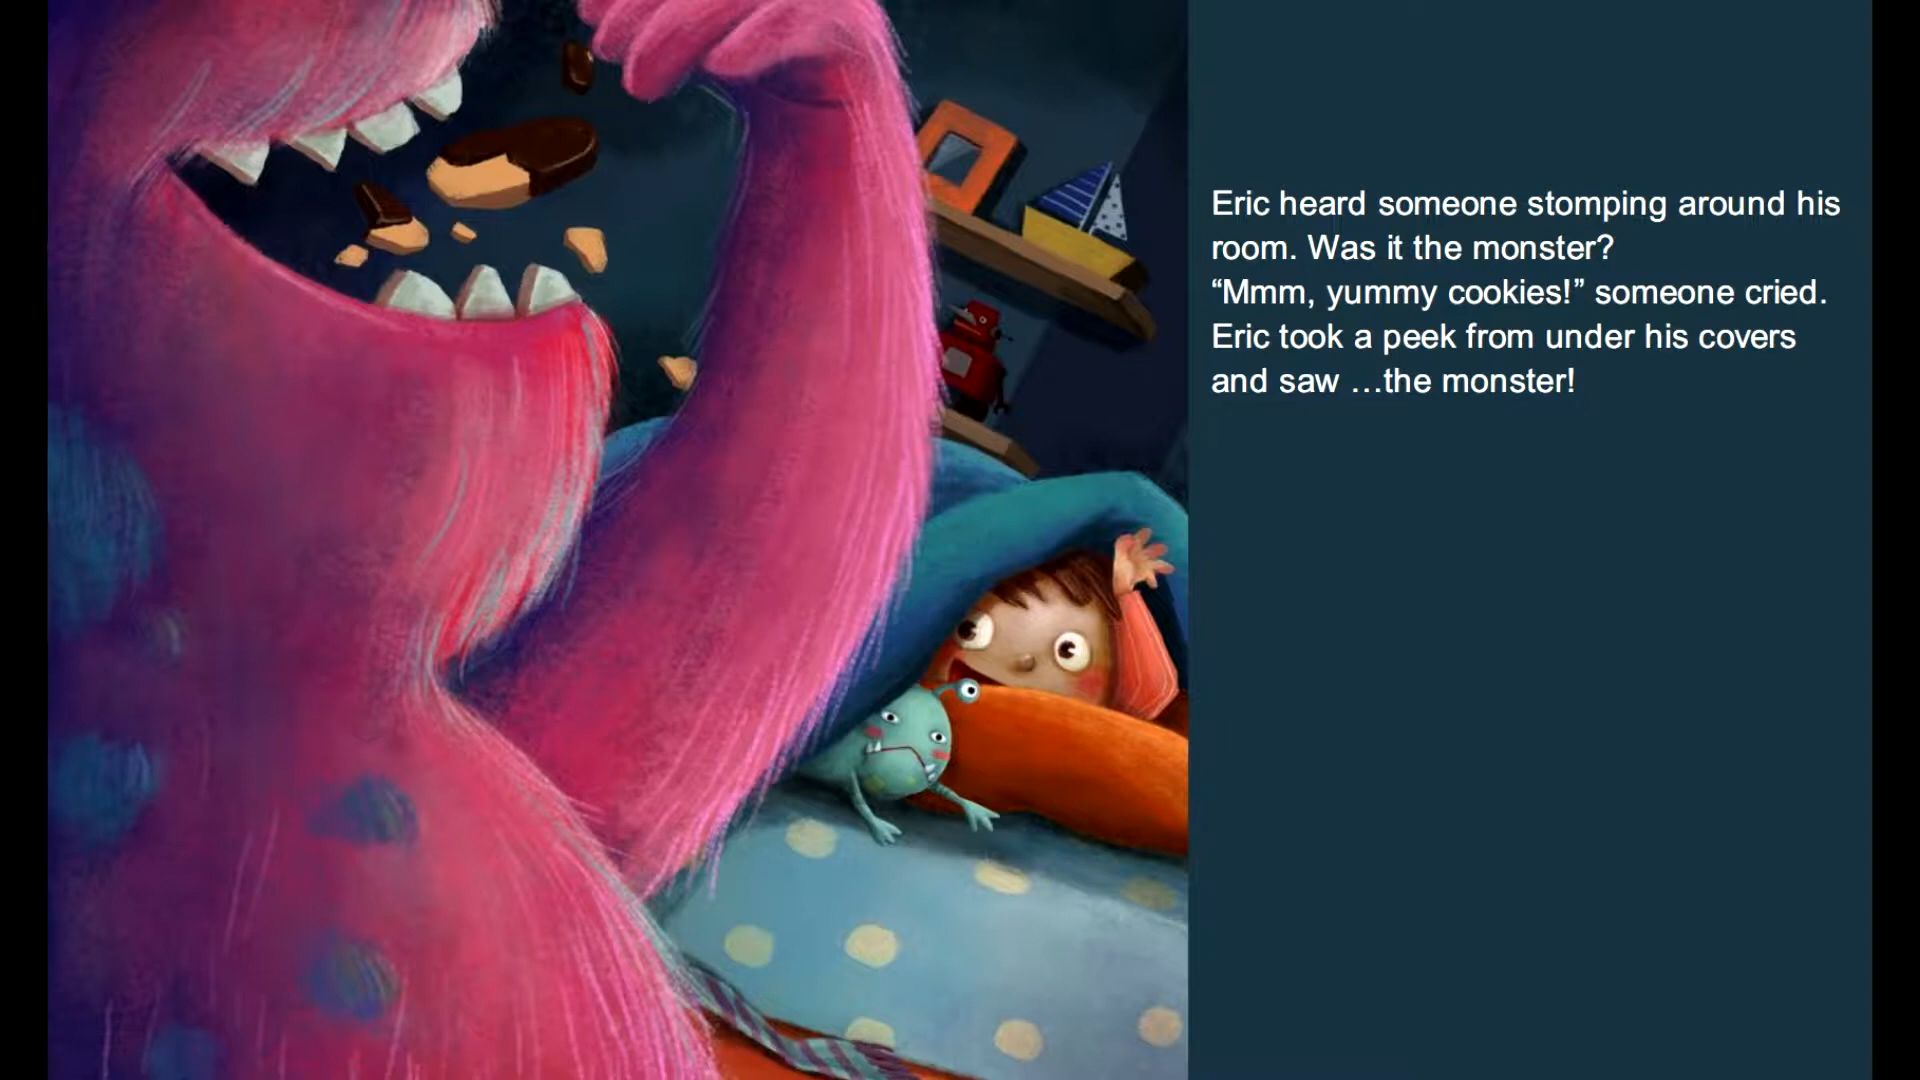 Eric heard someone stomping around his
room. Was it the monster?
“Mmm, yummy cookies!” someone cried.
Eric took a peek from under his covers
and saw …the monster!